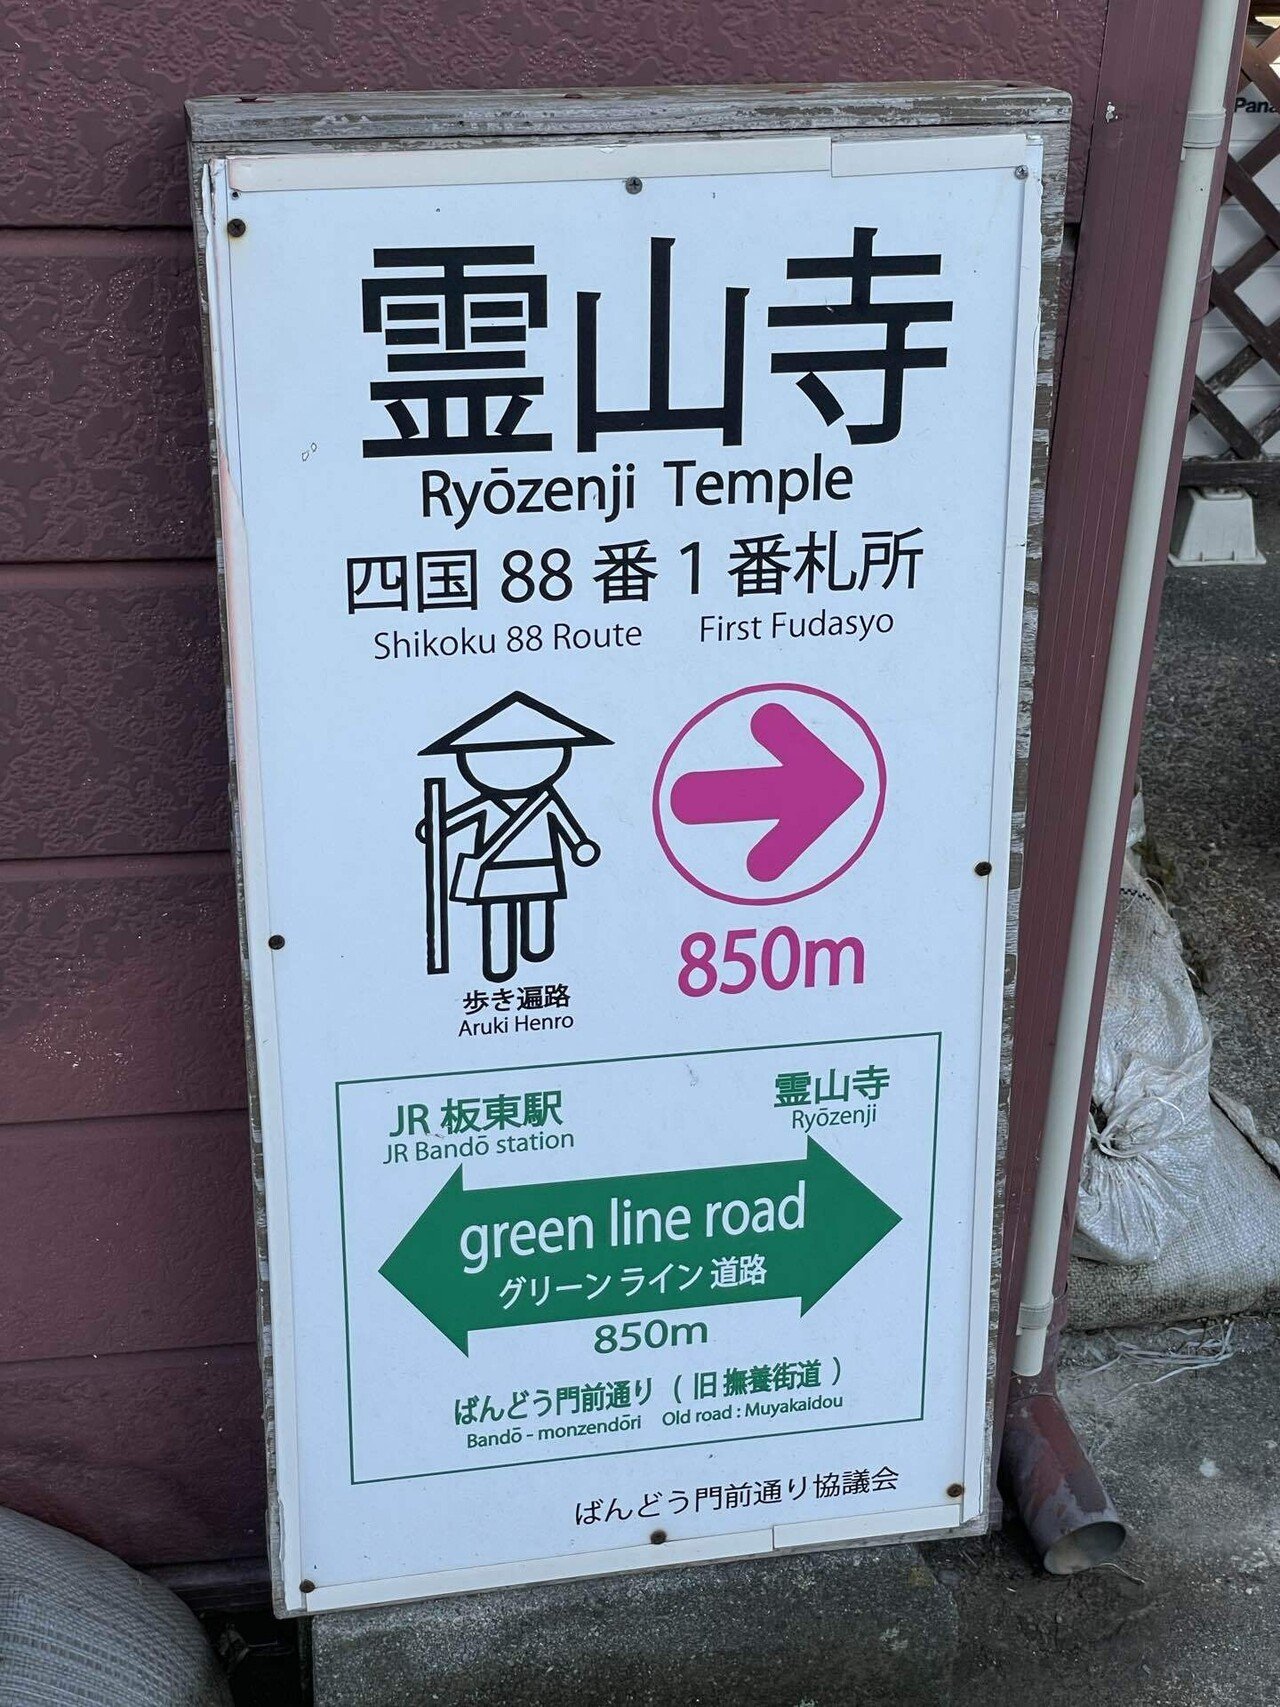 霊山寺
Ryōzenji Temple
四国 88 番 1 番札所
Shikoku 88 Route First Fudasyo
850m
歩き遍路
Aruki Henro
JR 板東駅
JR Bandō station
霊山寺
Ryōzenji
green line road
グリーンライン道路
850m
ばんどう門前通り ( 旧撫養街道 )
Bandō - monzendōri Old road : Muyakaidou
ばんどう門前通り協議会